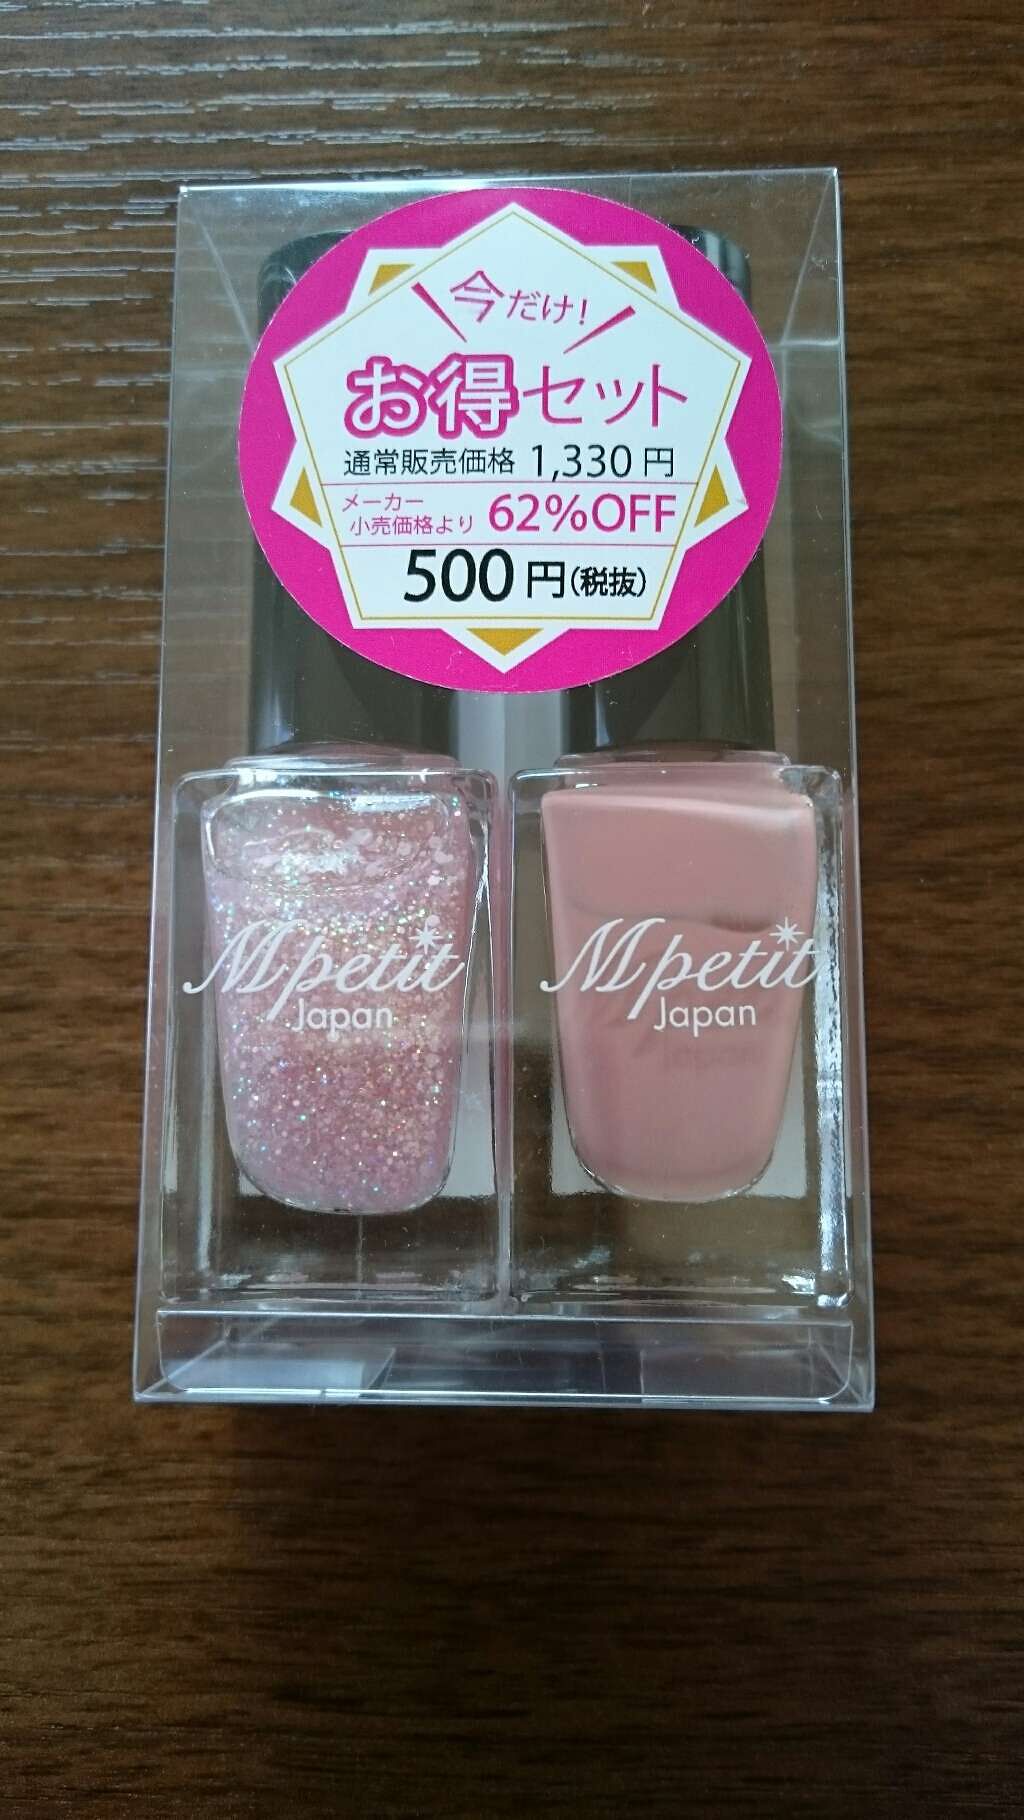 今だけ!
お得セット
通常販売価格 1,330円
メーカー
小売価格より 62%OFF
500円(税抜)
Mpetit
Japan
Mpetit
Japan